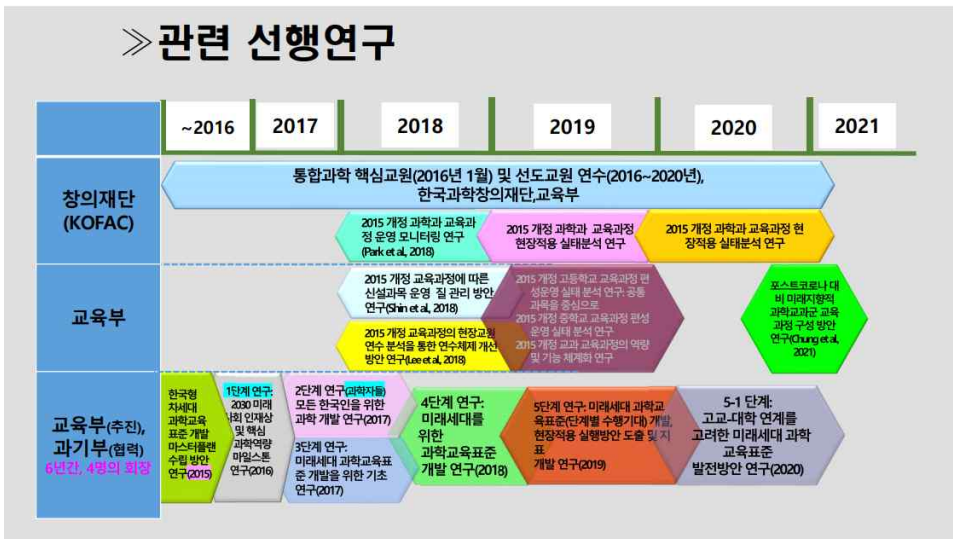 ≫관련 선행연구
~2016
2017
2018
2019
2020
2021
창의재단
(KOFAC)
통합과학 핵심교원(2016년 1월) 및 선도교원 연수(2016~2020년),
한국과학창의재단,교육부
2015 개정 과학과 교육과
정 운영 모니터링 연구
(Park et al., 2018)
2015 개정 과학과 교육과정
현장적용 실태분석 연구
2015 개정 과학과 교육과정 현
장적용 실태분석 연구
교육부
2015 개정 교육과정에 따른
신설과목 운영 질 관리 방안
연구(Shin et al., 2018)
2015 개정 교육과정의 현장교원
연수 분석을 통한 연수체제 개선
방안 연구(Lee et al., 2018)
2015 개정 고등학교 교육과정 편
성운영 실태 분석 연구: 공통
과목을 중심으로
2015 개정 중학교 교육과정 편성
운영 실태 분석 연구
2015 개정 교과 교육과정의 역량
및 기능 체계화 연구
포스트코로나 대
비 미래지향적
과학교과군 교육
과정 구성 방안
연구(Chung et al.,
2021)
교육부(추진),
과기부(협력)
6년간, 4명의 회장
한국형
차세대
과학교육
표준 개발
마스터플랜
수립 방안
연구(2015)
1단계 연구:
2030 미래
사회 인재상
및 핵심
과학역량
마일스톤
연구(2016)
2단계 연구(과학자들)
모든 한국인을 위한
과학 개발 연구(2017)
3단계 연구:
미래세대 과학교육표
준 개발을 위한 기초
연구(2017)
4단계 연구:
미래세대를
위한
과학교육표준
개발 연구(2018)
5단계 연구: 미래세대 과학교
육표준(단계별 수행기대) 개발,
현장적용 실행방안 도출 및 지
표
개발 연구(2019)
5-1 단계:
고교-대학 연계를
고려한 미래세대 과학
교육표준
발전방안 연구(2020)